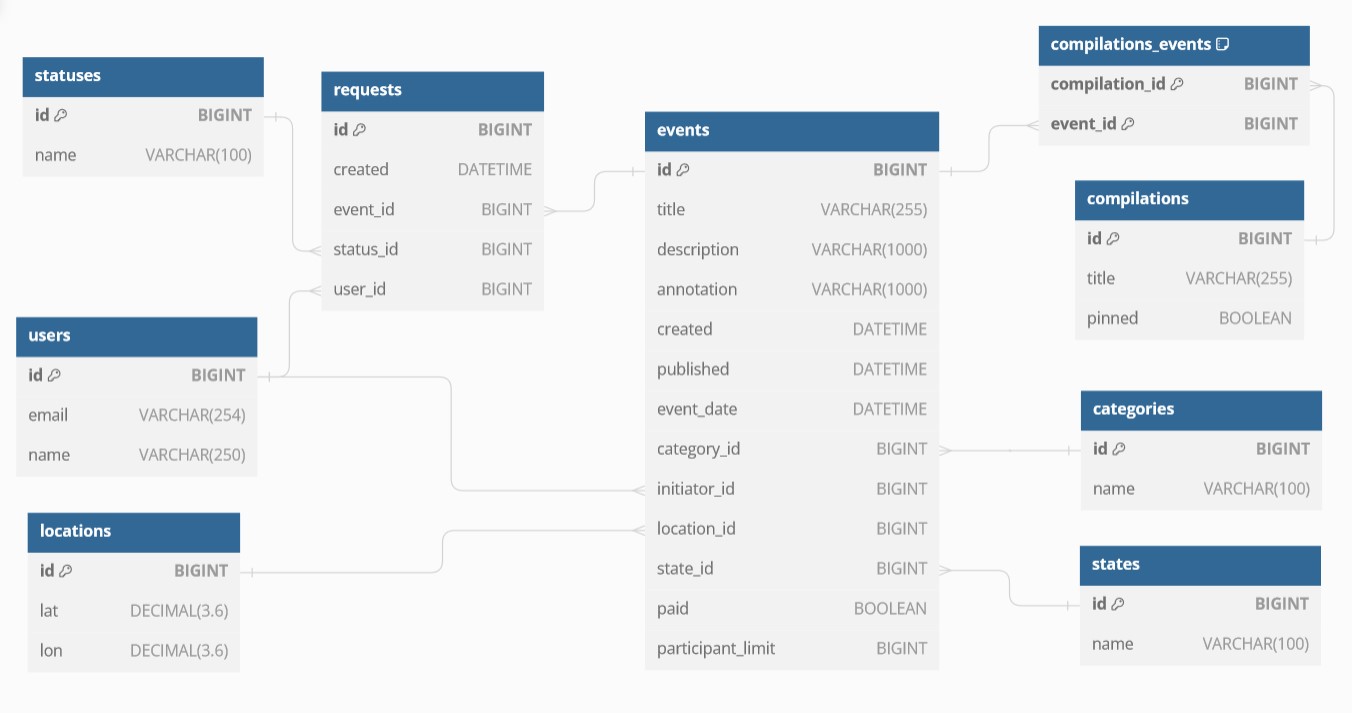 statuses
id BIGINT
name VARCHAR(100)
requests
id BIGINT
created DATETIME
event_id BIGINT
status_id BIGINT
user_id BIGINT
users
id BIGINT
email VARCHAR(254)
name VARCHAR(250)
locations
id BIGINT
lat DECIMAL(3.6)
lon DECIMAL(3.6)
events
id BIGINT
title VARCHAR(255)
description VARCHAR(1000)
annotation VARCHAR(1000)
created DATETIME
published DATETIME
event_date DATETIME
category_id BIGINT
initiator_id BIGINT
location_id BIGINT
state_id BIGINT
paid BOOLEAN
participant_limit BIGINT
compilations_events
compilation_id BIGINT
event_id BIGINT
compilations
id BIGINT
title VARCHAR(255)
pinned BOOLEAN
categories
id BIGINT
name VARCHAR(100)
states
id BIGINT
name VARCHAR(100)